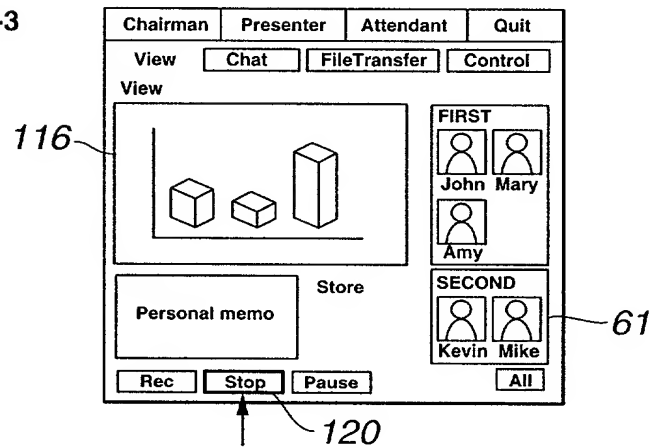 -3
Chairman Presenter Attendant Quit
View Chat FileTransfer Control
View
116
FIRST
John Mary
Amy
Personal memo
Store
SECOND
Kevin Mike
61
Rec Stop Pause All
120